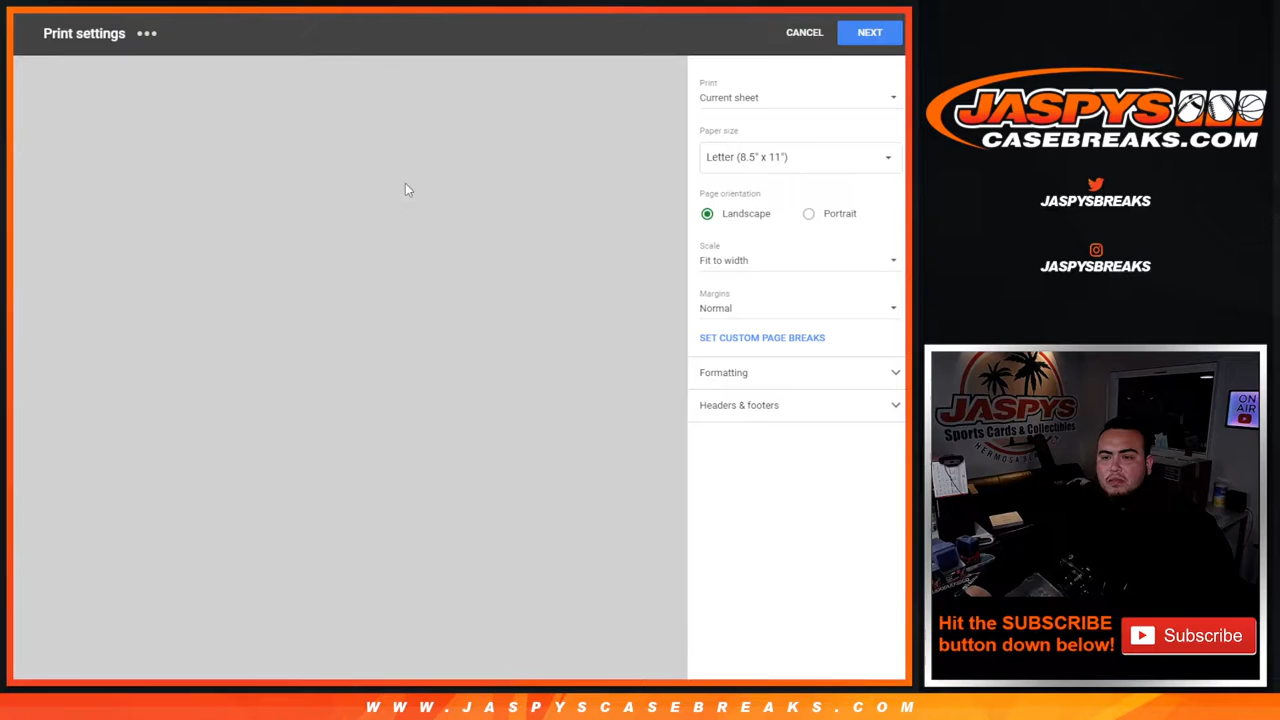 Print settings
CANCEL
NEXT
Print
Current sheet
Paper size
Letter (8.5" x 11")
Page orientation
Landscape
Portrait
Scale
Fit to width
Margins
Normal
SET CUSTOM PAGE BREAKS
Formatting
Headers & footers
JASPYS
CASEBREAKS.COM
JASPYSBREAKS
JASPYSBREAKS
JASPYS
Sports Cards & Collectibles
HERMOSA BEACH
ON
AIR
Hit the SUBSCRIBE
button down below!
Subscribe
WWW.JASPYSCASEBREAKS.COM